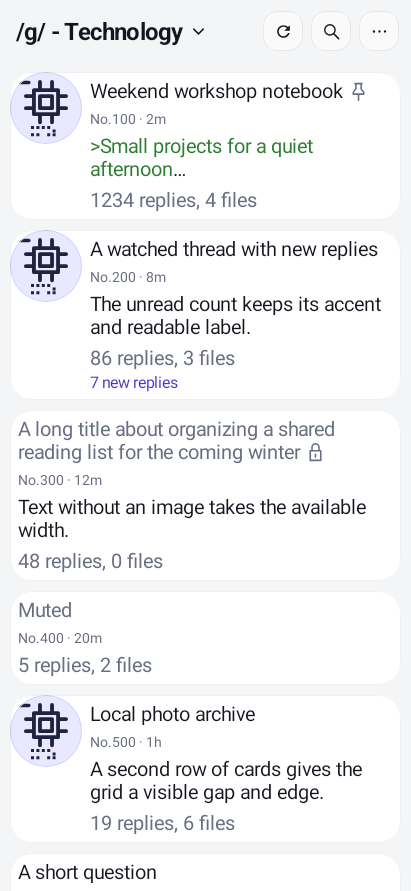 /g/ - Technology
Weekend workshop notebook
No.100 · 2m
>Small projects for a quiet
afternoon…
1234 replies, 4 files
A watched thread with new replies
No.200 · 8m
The unread count keeps its accent
and readable label.
86 replies, 3 files
7 new replies
A long title about organizing a shared
reading list for the coming winter
No.300 · 12m
Text without an image takes the available
width.
48 replies, 0 files
Muted
No.400 · 20m
5 replies, 2 files
Local photo archive
No.500 · 1h
A second row of cards gives the
grid a visible gap and edge.
19 replies, 6 files
A short question